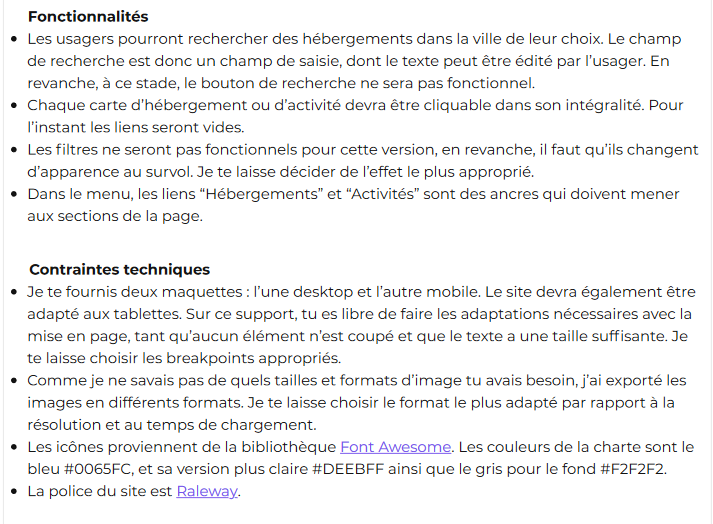 Fonctionnalités
Les usagers pourront rechercher des hébergements dans la ville de leur choix. Le champ
de recherche est donc un champ de saisie, dont le texte peut être édité par l’usager. En
revanche, à ce stade, le bouton de recherche ne sera pas fonctionnel.
Chaque carte d’hébergement ou d’activité devra être cliquable dans son intégralité. Pour
l’instant les liens seront vides.
Les filtres ne seront pas fonctionnels pour cette version, en revanche, il faut qu’ils changent
d’apparence au survol. Je te laisse décider de l’effet le plus approprié.
Dans le menu, les liens “Hébergements” et “Activités” sont des ancres qui doivent mener
aux sections de la page.
Contraintes techniques
Je te fournis deux maquettes : l’une desktop et l’autre mobile. Le site devra également être
adapté aux tablettes. Sur ce support, tu es libre de faire les adaptations nécessaires avec la
mise en page, tant qu’aucun élément n’est coupé et que le texte a une taille suffisante. Je
te laisse choisir les breakpoints appropriés.
Comme je ne savais pas de quels tailles et formats d’image tu avais besoin, j’ai exporté les
images en différents formats. Je te laisse choisir le format le plus adapté par rapport à la
résolution et au temps de chargement.
Les icônes proviennent de la bibliothèque Font Awesome. Les couleurs de la charte sont le
bleu #0065FC, et sa version plus claire #DEEBFF ainsi que le gris pour le fond #F2F2F2.
La police du site est Raleway.